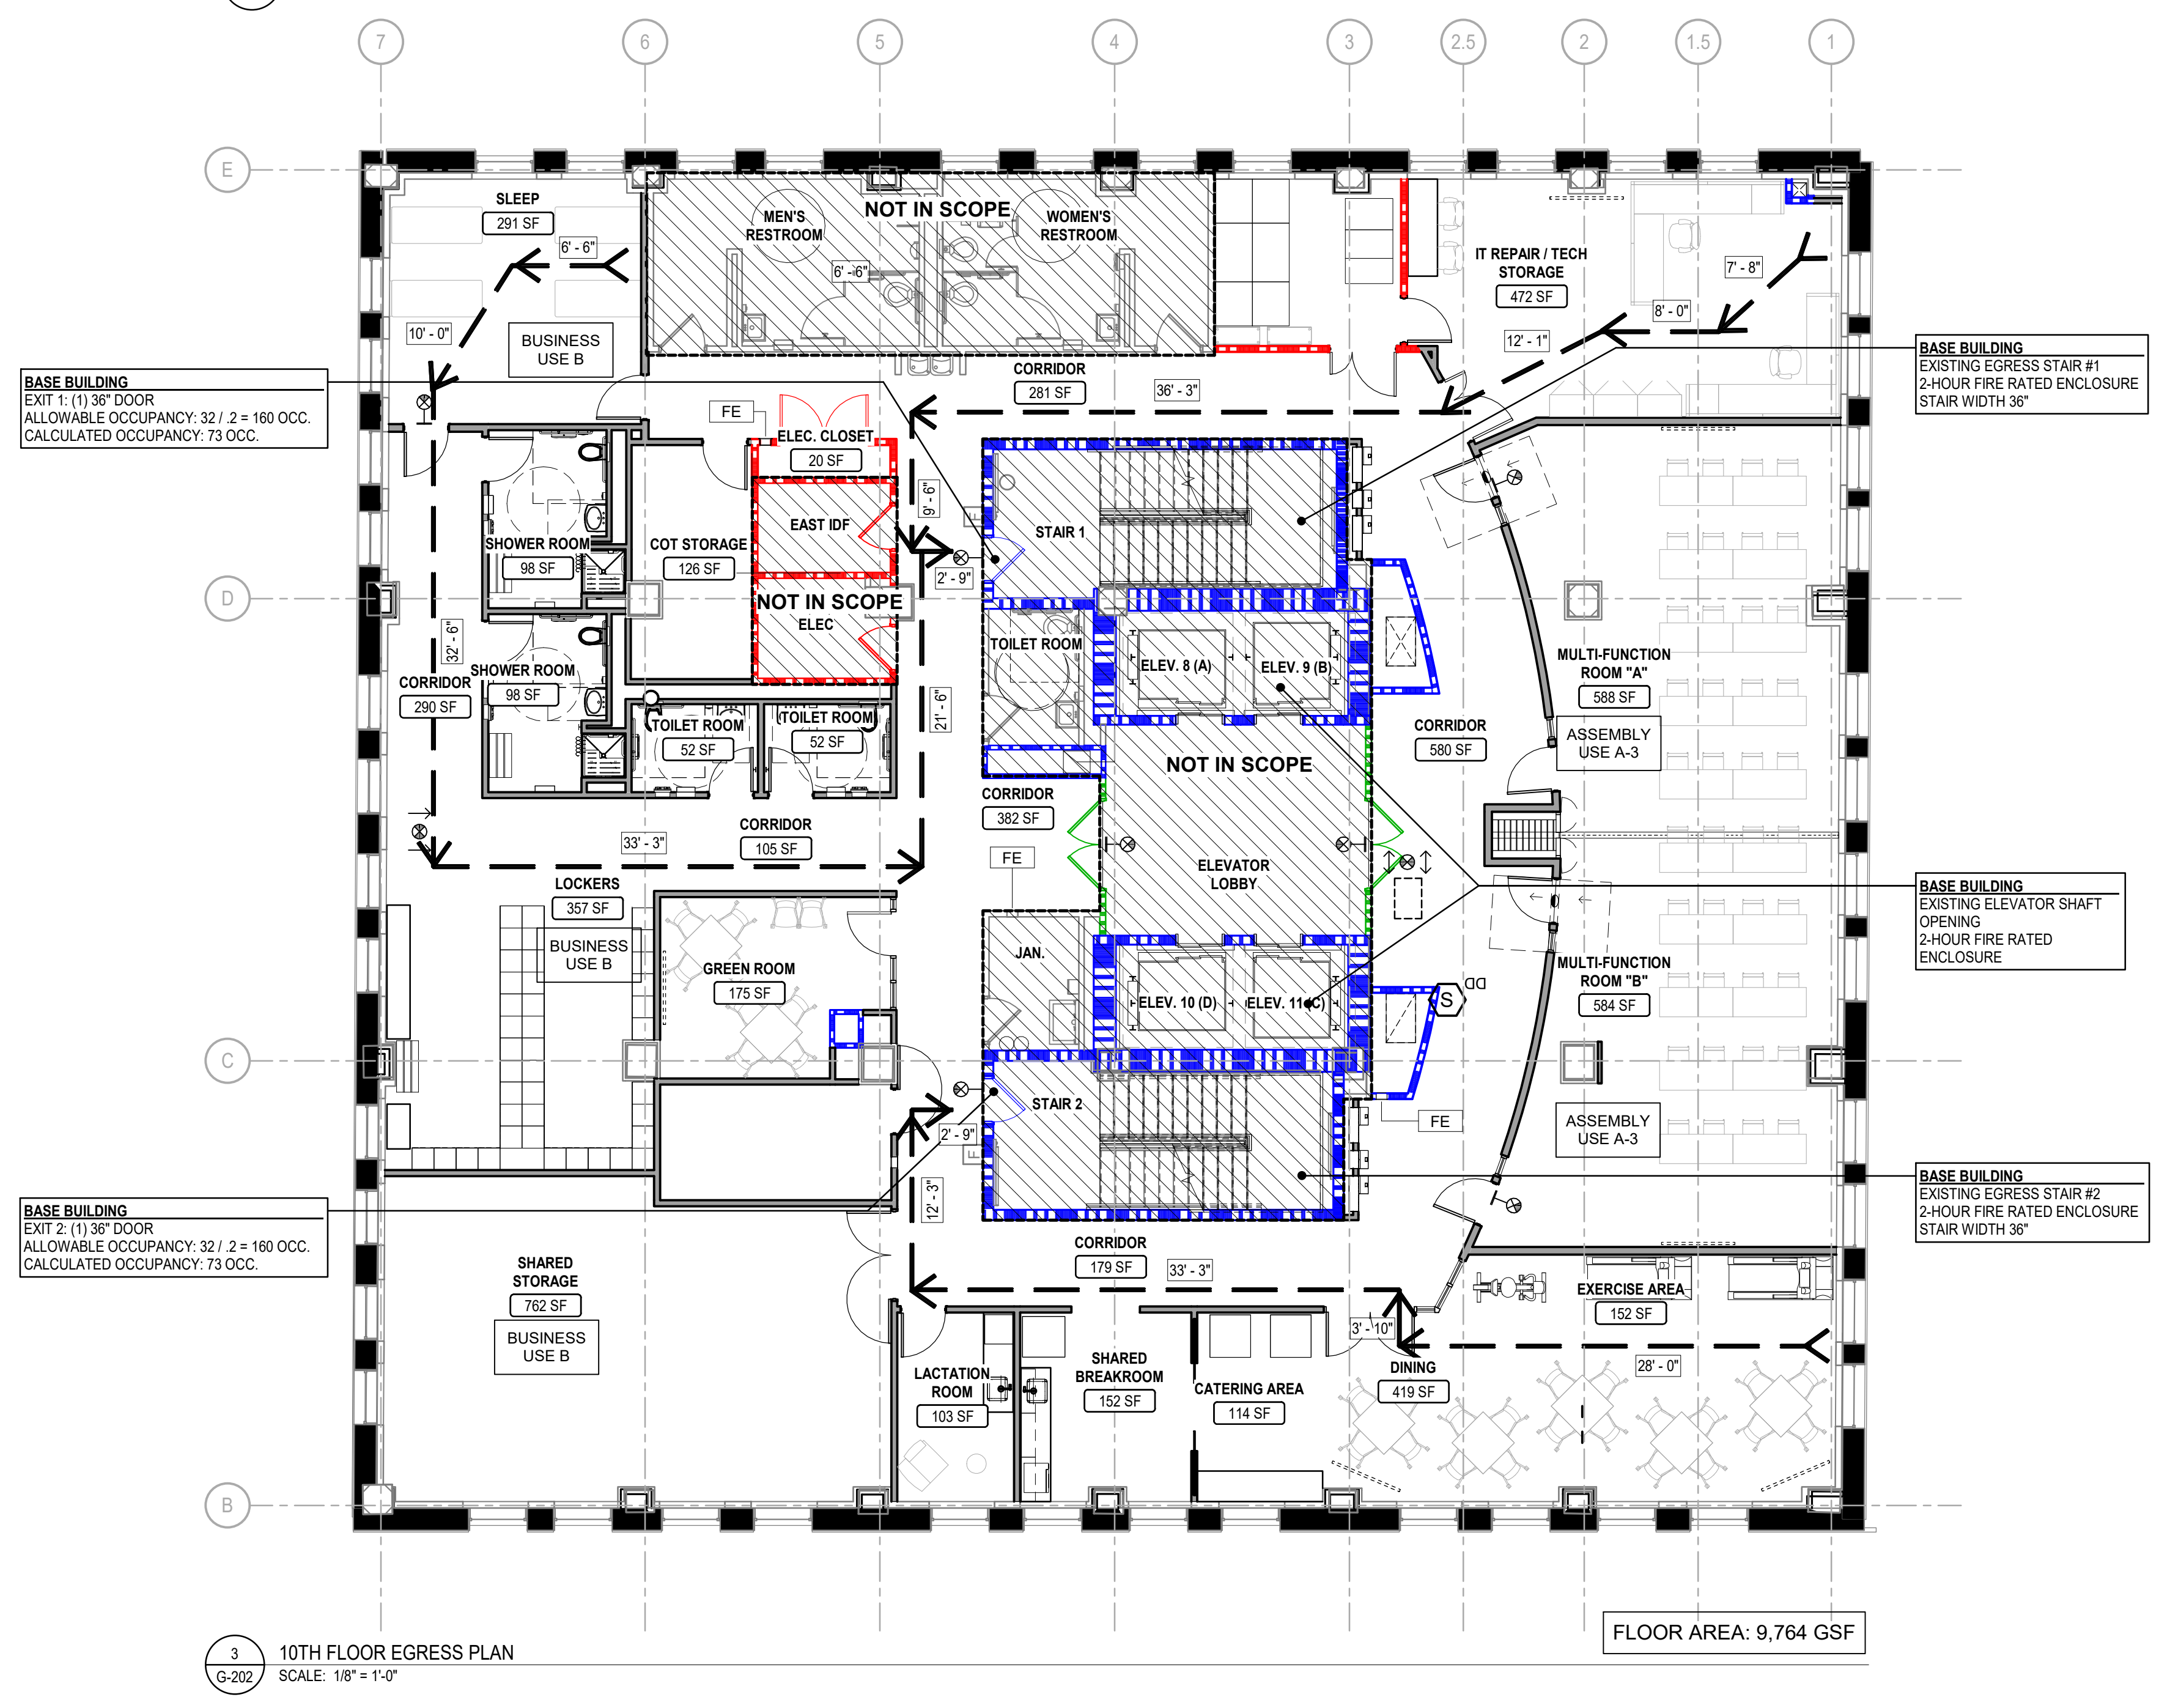 7
6
5
4
3
2.5
2
1.5
1
E
D
C
B
SLEEP
291 SF
6' - 6"
10' - 0"
BUSINESS
USE B
MEN'S
RESTROOM
NOT IN SCOPE
WOMEN'S
RESTROOM
6' - 6"
IT REPAIR / TECH
STORAGE
472 SF
7' - 8"
8' - 0"
12' - 1"
BASE BUILDING
EXISTING EGRESS STAIR #1
2-HOUR FIRE RATED ENCLOSURE
STAIR WIDTH 36"
BASE BUILDING
EXIT 1: (1) 36" DOOR
ALLOWABLE OCCUPANCY: 32 / .2 = 160 OCC.
CALCULATED OCCUPANCY: 73 OCC.
CORRIDOR
281 SF
36' - 3"
FE
ELEC. CLOSET
20 SF
9' - 6"
EAST IDF
STAIR 1
SHOWER ROOM
98 SF
COT STORAGE
126 SF
F
2' - 9"
NOT IN SCOPE
ELEC
32' - 6"
TOILET ROOM
ELEV. 8 (A)
ELEV. 9 (B)
MULTI-FUNCTION
ROOM "A"
588 SF
SHOWER ROOM
98 SF
CORRIDOR
290 SF
TOILET ROOM
52 SF
TOILET ROOM
52 SF
21' - 6"
CORRIDOR
580 SF
ASSEMBLY
USE A-3
NOT IN SCOPE
CORRIDOR
382 SF
CORRIDOR
105 SF
33' - 3"
FE
ELEVATOR
LOBBY
LOCKERS
357 SF
BASE BUILDING
EXISTING ELEVATOR SHAFT
OPENING
2-HOUR FIRE RATED
ENCLOSURE
BUSINESS
USE B
GREEN ROOM
175 SF
JAN.
ELEV. 10 (D)
ELEV. 11 (C)
S
DD
MULTI-FUNCTION
ROOM "B"
584 SF
STAIR 2
FE
ASSEMBLY
USE A-3
2' - 9"
F
12' - 3"
BASE BUILDING
EXISTING EGRESS STAIR #2
2-HOUR FIRE RATED ENCLOSURE
STAIR WIDTH 36"
BASE BUILDING
EXIT 2: (1) 36" DOOR
ALLOWABLE OCCUPANCY: 32 / .2 = 160 OCC.
CALCULATED OCCUPANCY: 73 OCC.
SHARED
STORAGE
762 SF
BUSINESS
USE B
CORRIDOR
179 SF
33' - 3"
EXERCISE AREA
152 SF
3' - 10"
28' - 0"
LACTATION
ROOM
103 SF
SHARED
BREAKROOM
152 SF
CATERING AREA
114 SF
DINING
419 SF
FLOOR AREA: 9,764 GSF
3
G-202
10TH FLOOR EGRESS PLAN
SCALE: 1/8" = 1'-0"